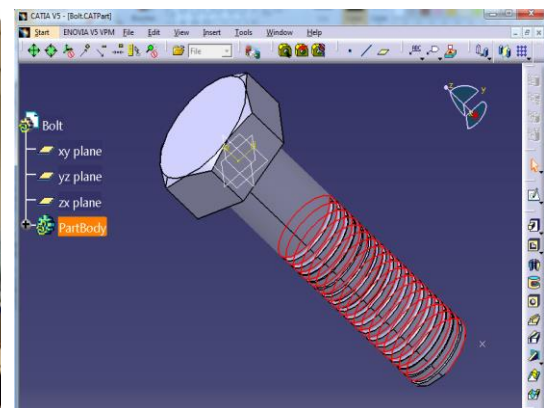 CATIA V5 - [Bolt.CATPart]
Start ENOVIA V5 VPM File Edit View Insert Tools Window Help
File
Bolt
xy plane
yz plane
zx plane
PartBody
z
y
x